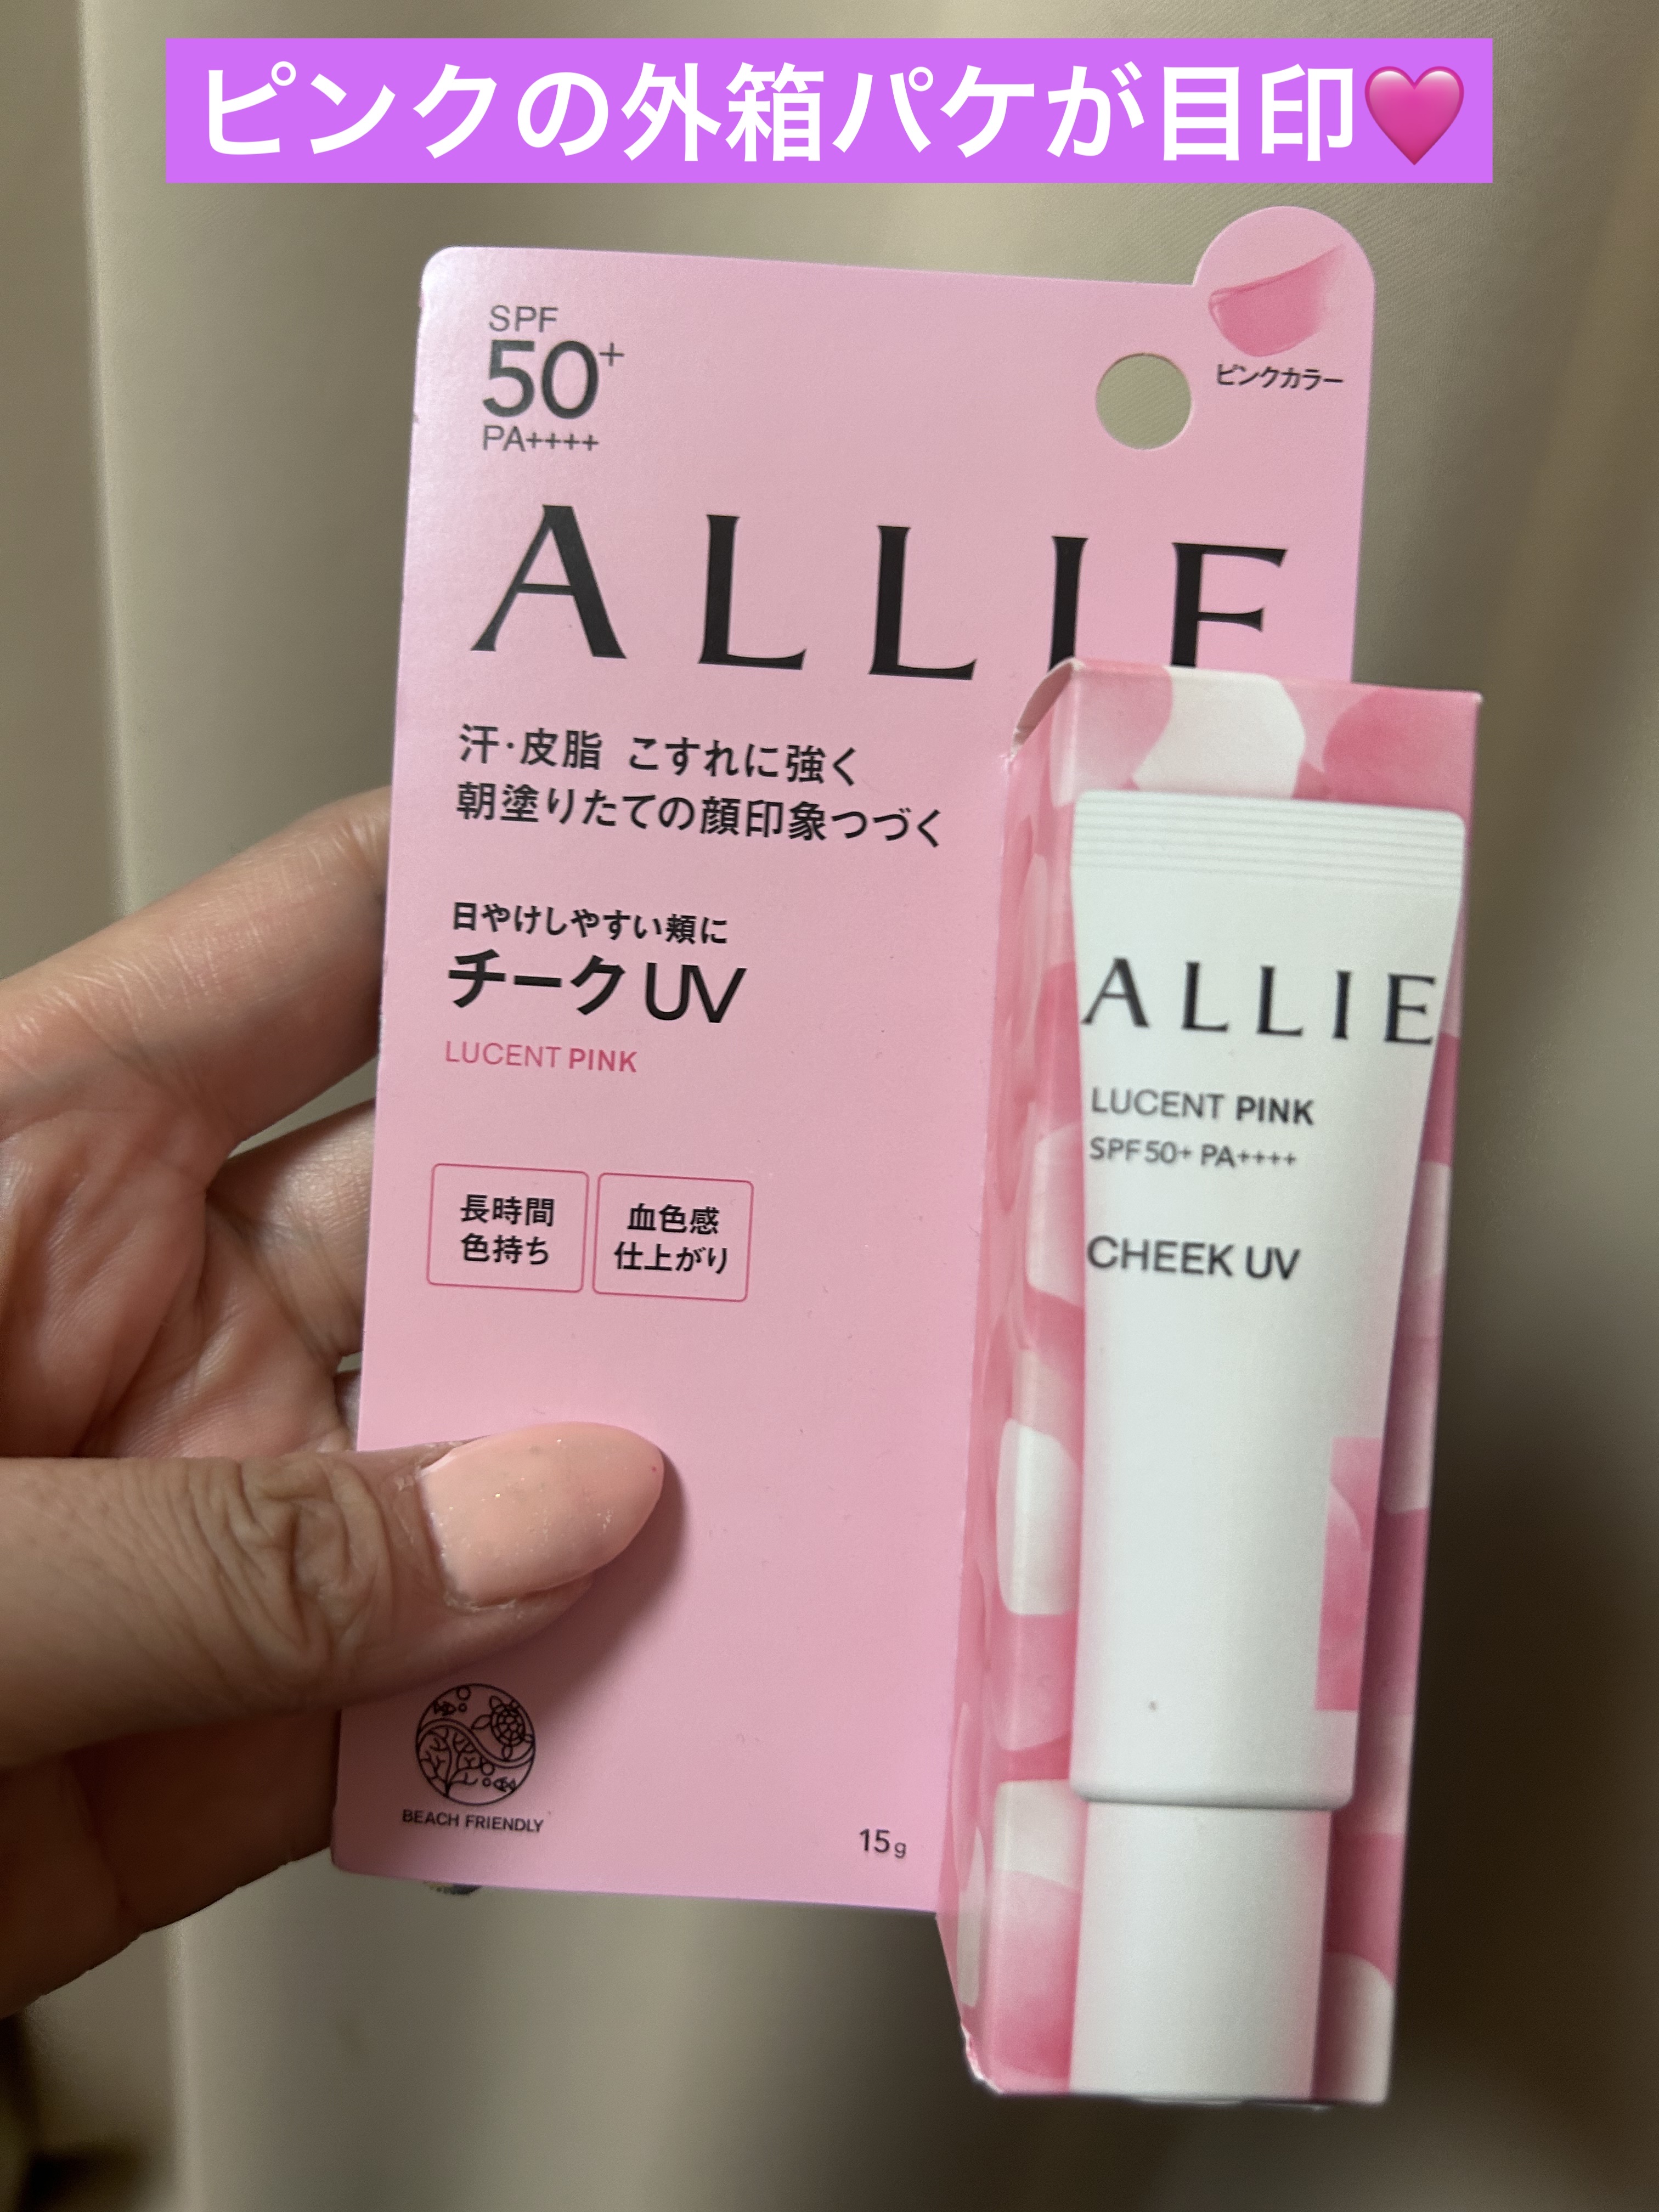 ピンクの外箱パケが目印💗
SPF
50+
PA++++
ピンクカラー
ALLIE
汗・皮脂 こすれに強く
朝塗りたての顔印象つづく
日やけしやすい頬に
チークUV
LUCENT PINK
長時間
色持ち
血色感
仕上がり
BEACH FRIENDLY
15g
ALLIE
LUCENT PINK
SPF50+ PA++++
CHEEK UV